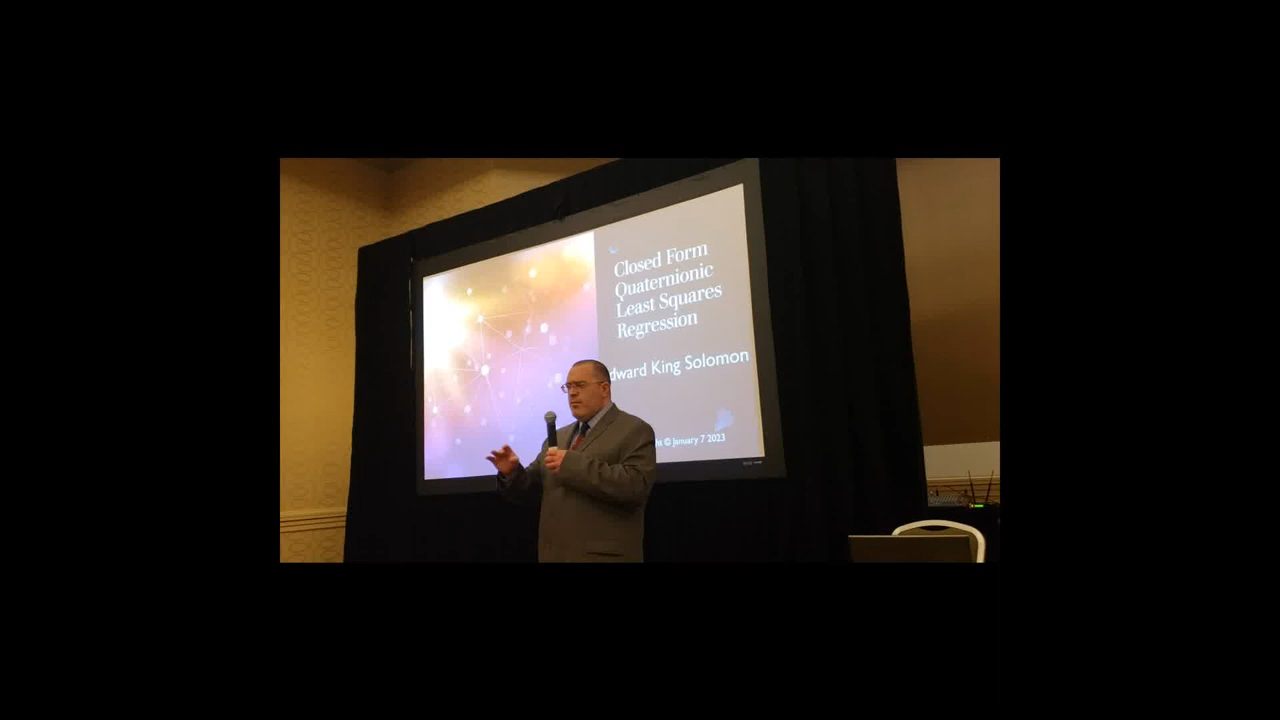 Closed Form
Quaternionic
Least Squares
Regression
dward King Solomon
© January 7 2023